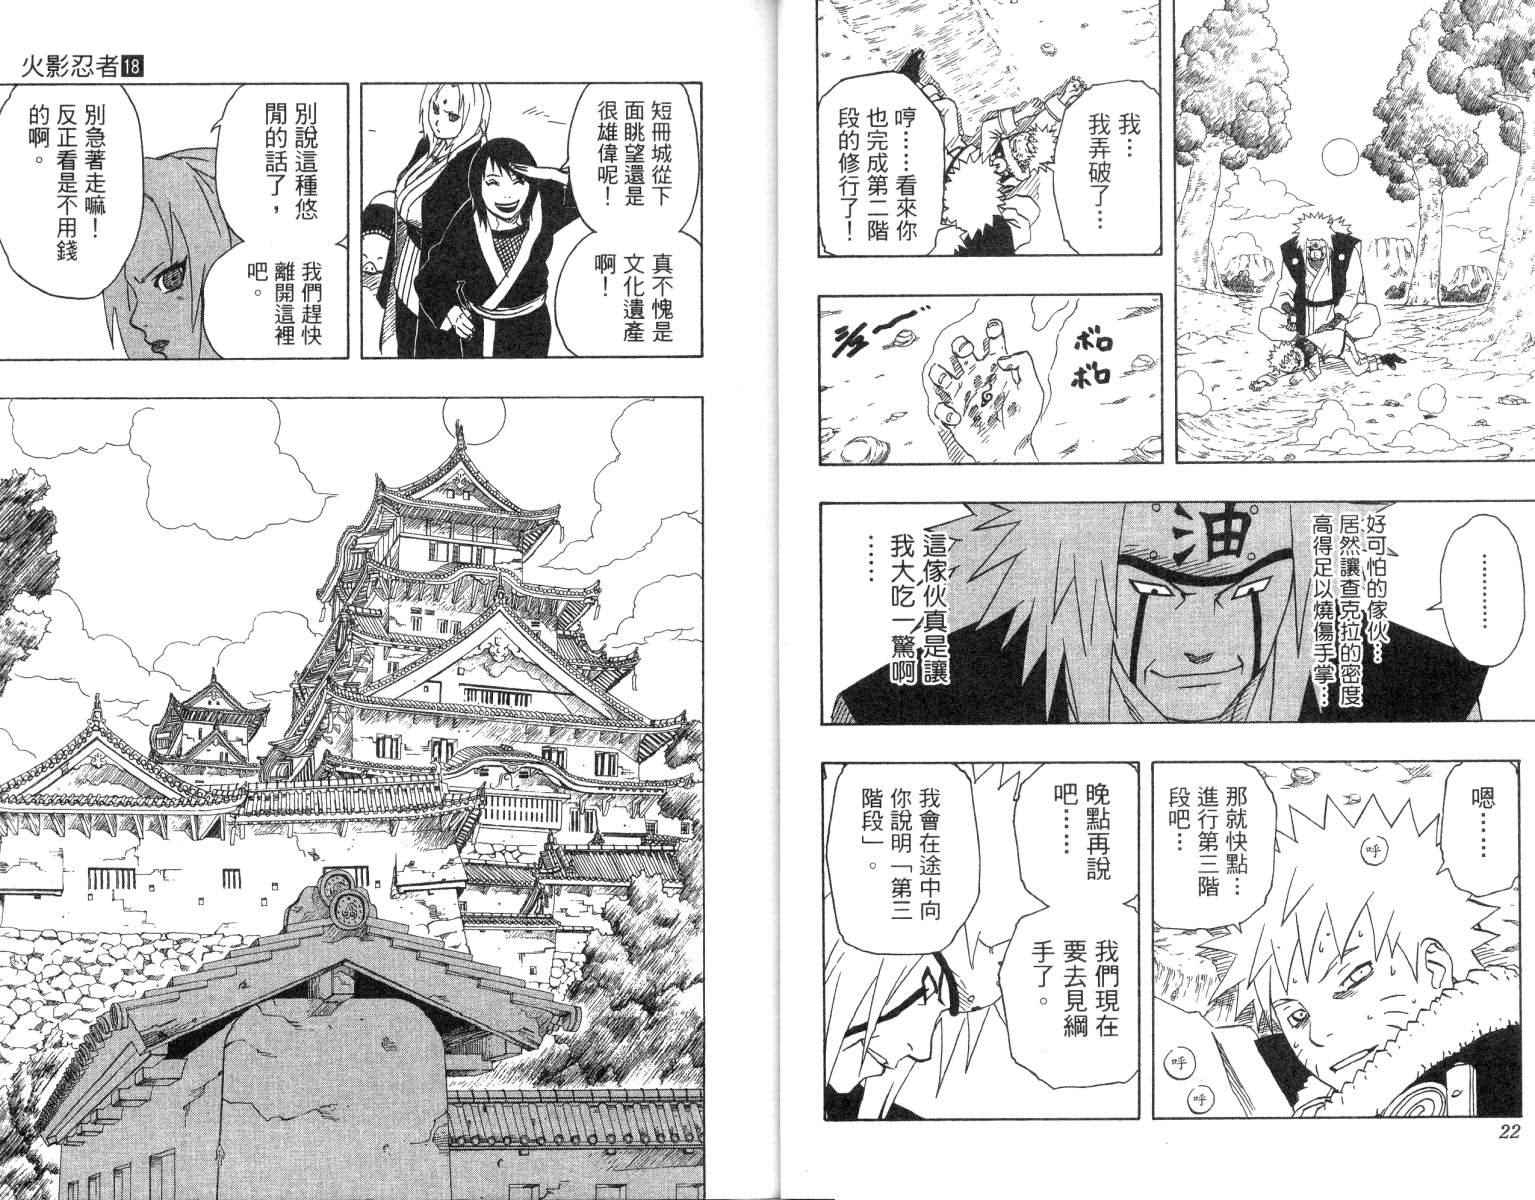 我…
我弄破了…
哼……看來你
也完成第二階
段的修行了！
ボロ
ボロ
シュー
………
好可怕的傢伙…
居然讓查克拉的密度
高得足以燒傷手掌…
油
這傢伙真是讓
我大吃一驚啊
……
嗯……
呼
那就快點…
進行第三階
段吧…
呼
呼
晚點再說
吧……
我們現在
要去見綱
手了。
我會在途中向
你說明「第三
階段」。
22
火影忍者18
短冊城從下
面眺望還是
很雄偉呢！
真不愧是
文化遺產
啊！
別說這種悠
閒的話了，
我們趕快
離開這裡
吧。
別急著走嘛！
反正看是不用錢
的啊。